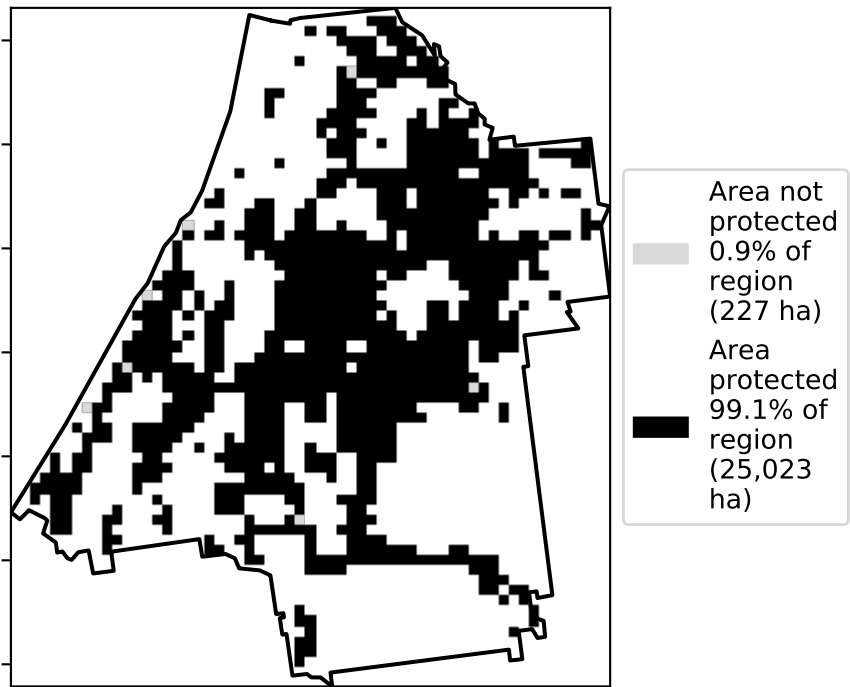 Area not
protected
0.9% of
region
(227 ha)
Area
protected
99.1% of
region
(25,023
ha)